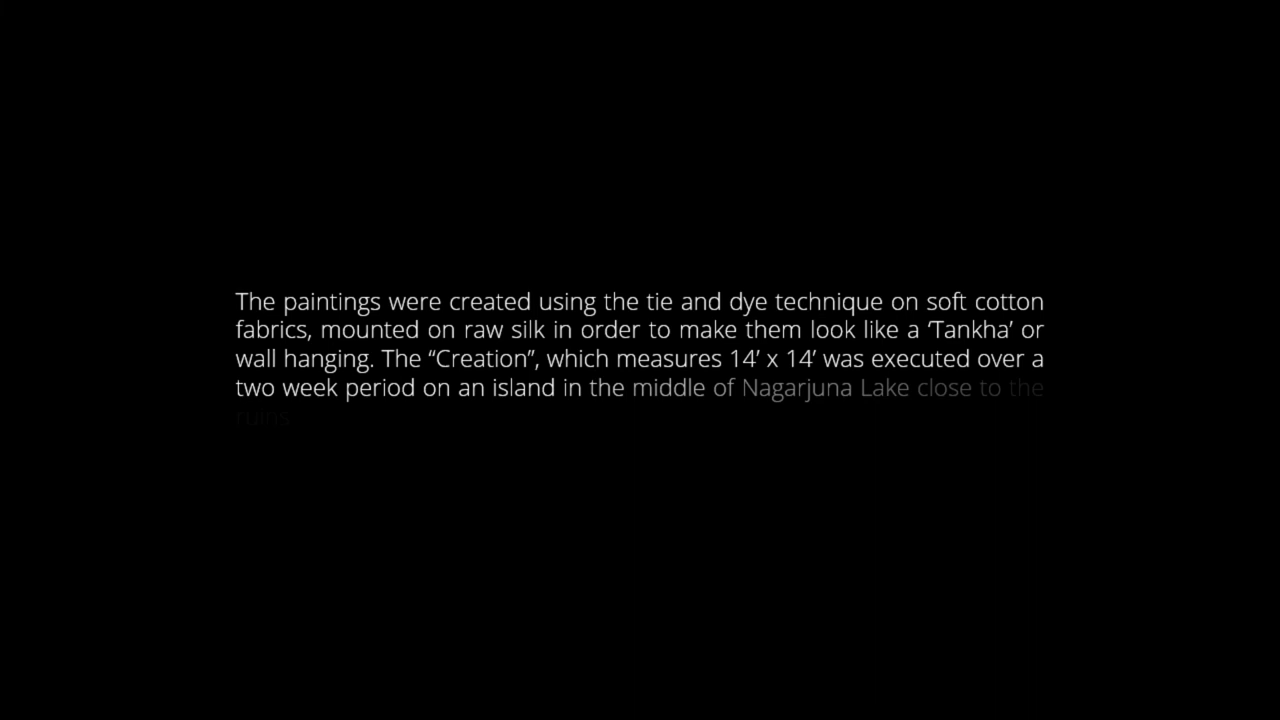 The paintings were created using the tie and dye technique on soft cotton
fabrics, mounted on raw silk in order to make them look like a ‘Tankha’ or
wall hanging. The “Creation”, which measures 14’ x 14’ was executed over a
two week period on an island in the middle of Nagarjuna Lake close to the
ruins